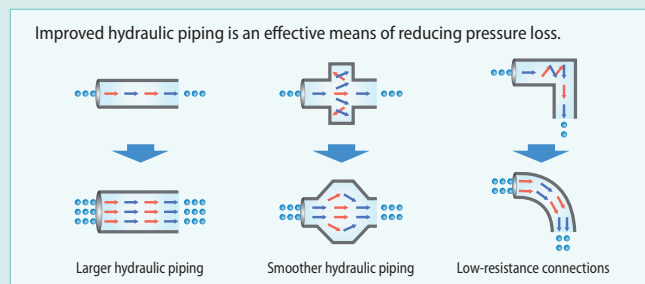 Improved hydraulic piping is an effective means of reducing pressure loss.
Larger hydraulic piping
Smoother hydraulic piping
Low-resistance connections